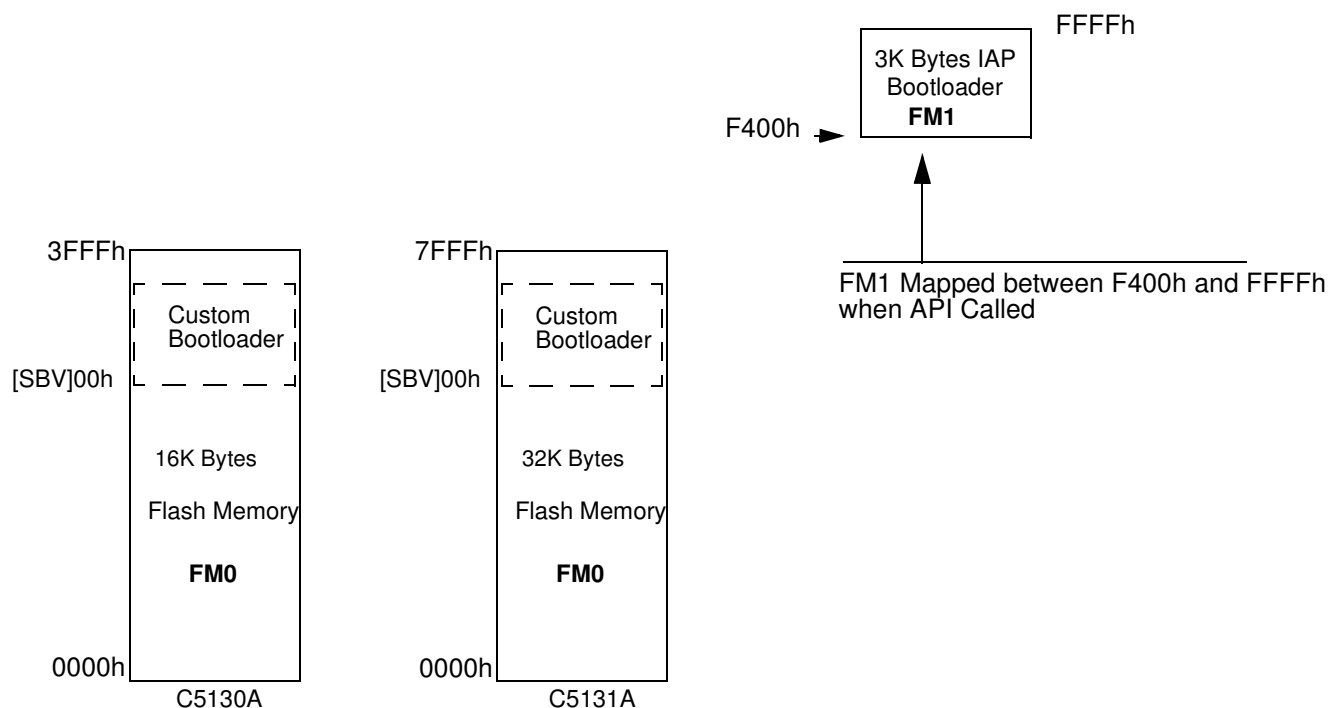 FFFFh
3K Bytes IAP
Bootloader
FM1
F400h
FM1 Mapped between F400h and FFFFh
when API Called
3FFFh
Custom
Bootloader
[SBV]00h
16K Bytes
Flash Memory
FM0
0000h
C5130A
7FFFh
Custom
Bootloader
[SBV]00h
32K Bytes
Flash Memory
FM0
0000h
C5131A